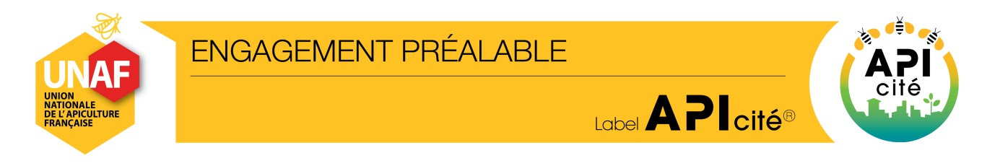 UNAF
UNION
NATIONALE
DE L'APICULTURE
FRANÇAISE
ENGAGEMENT PRÉALABLE
Label APIcité®
API
cité